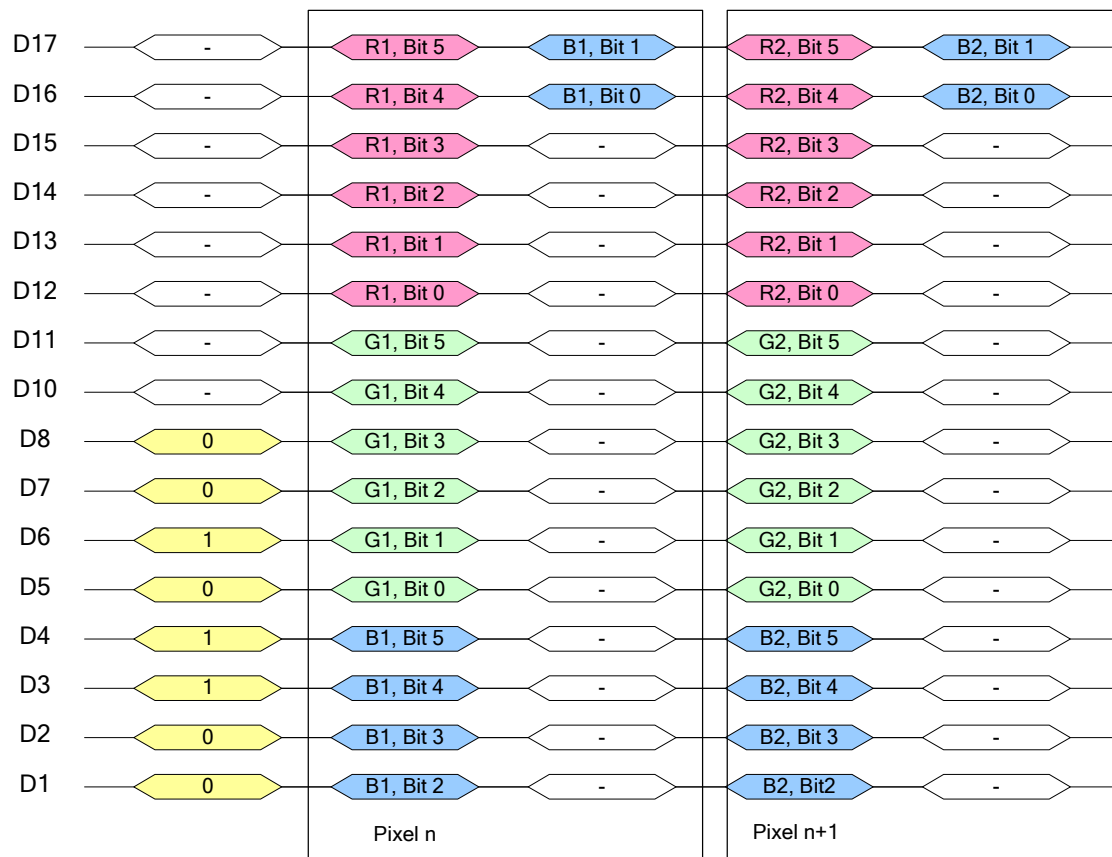 D17 - R1, Bit 5 B1, Bit 1 R2, Bit 5 B2, Bit 1
D16 - R1, Bit 4 B1, Bit 0 R2, Bit 4 B2, Bit 0
D15 - R1, Bit 3 - R2, Bit 3 -
D14 - R1, Bit 2 - R2, Bit 2 -
D13 - R1, Bit 1 - R2, Bit 1 -
D12 - R1, Bit 0 - R2, Bit 0 -
D11 - G1, Bit 5 - G2, Bit 5 -
D10 - G1, Bit 4 - G2, Bit 4 -
D8 0 G1, Bit 3 - G2, Bit 3 -
D7 0 G1, Bit 2 - G2, Bit 2 -
D6 1 G1, Bit 1 - G2, Bit 1 -
D5 0 G1, Bit 0 - G2, Bit 0 -
D4 1 B1, Bit 5 - B2, Bit 5 -
D3 1 B1, Bit 4 - B2, Bit 4 -
D2 0 B1, Bit 3 - B2, Bit 3 -
D1 0 B1, Bit 2 - B2, Bit2 -
Pixel n Pixel n+1